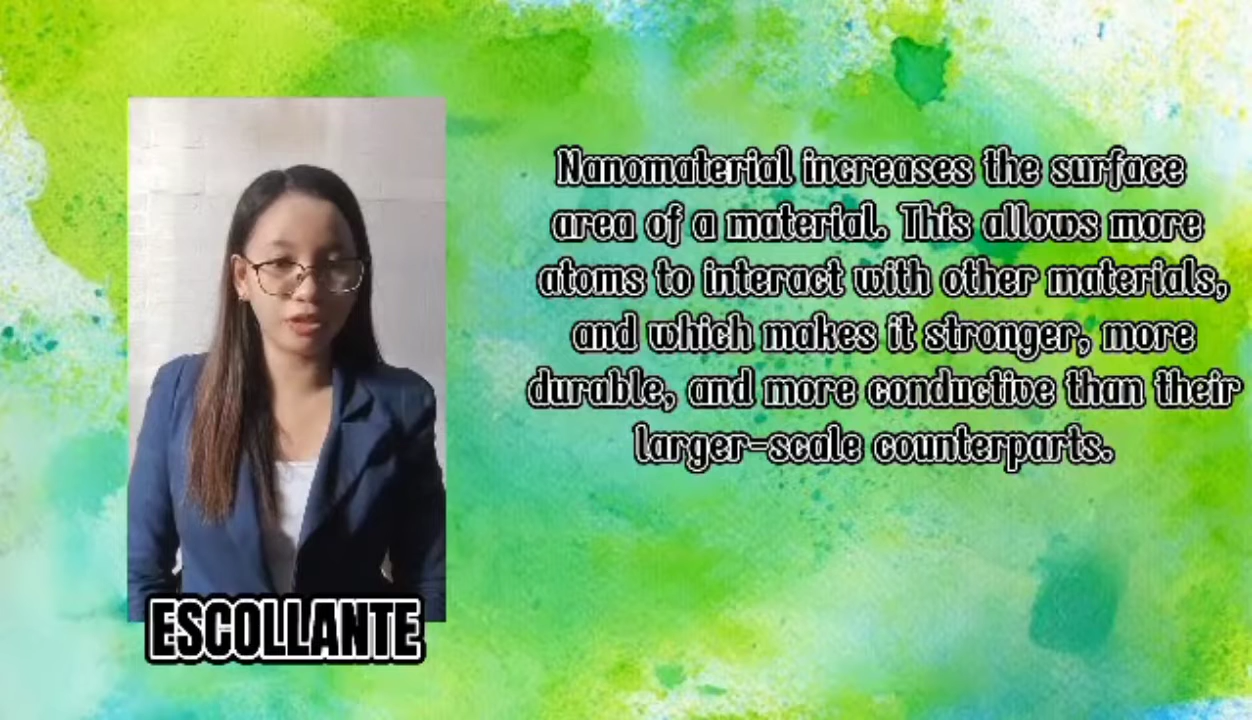 Nanomaterial increases the surface
area of a material. This allows more
atoms to interact with other materials,
and which makes it stronger, more
durable, and more conductive than their
larger-scale counterparts.
ESCOLLANTE